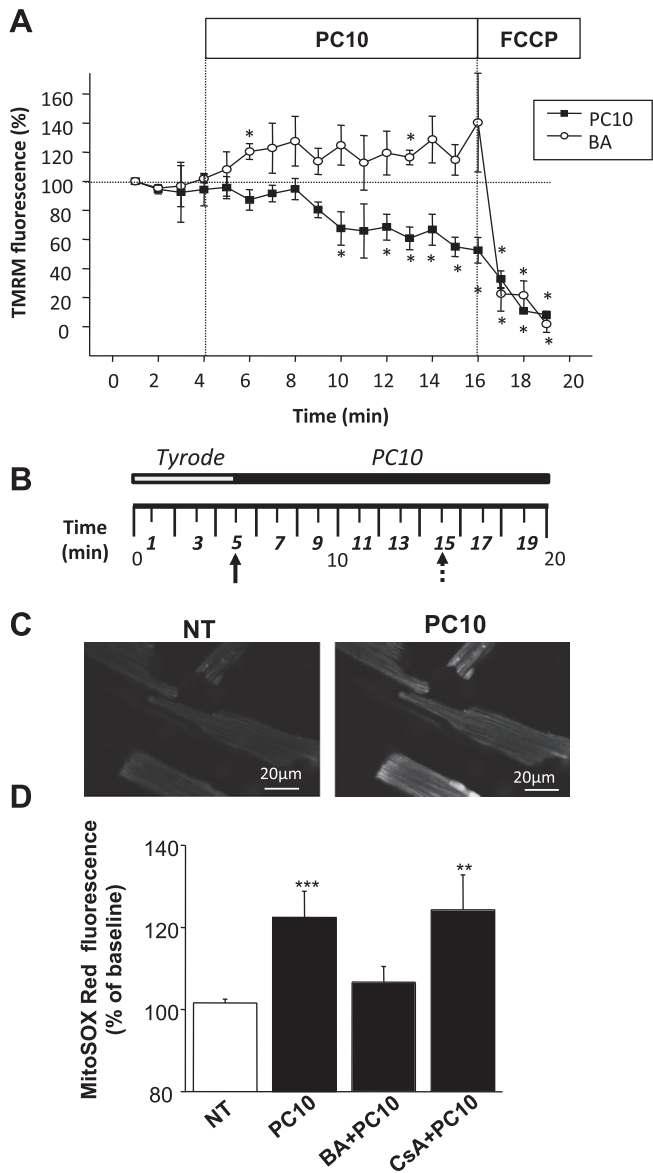 A
PC10 FCCP
TMRM fluorescence (%)
160
140
120
100
80
60
40
20
0
* *
* * * * * *
* * *
* * *
PC10
BA
0 2 4 6 8 10 12 14 16 18 20
Time (min)
B
Tyrode PC10
Time
(min)
1 3 5 7 9 11 13 15 17 19
0 10 20
C
NT PC10
20µm 20µm
D
MitoSOX Red fluorescence
(% of baseline)
140
120
100
80
*** **
NT PC10 BA+PC10 CsA+PC10